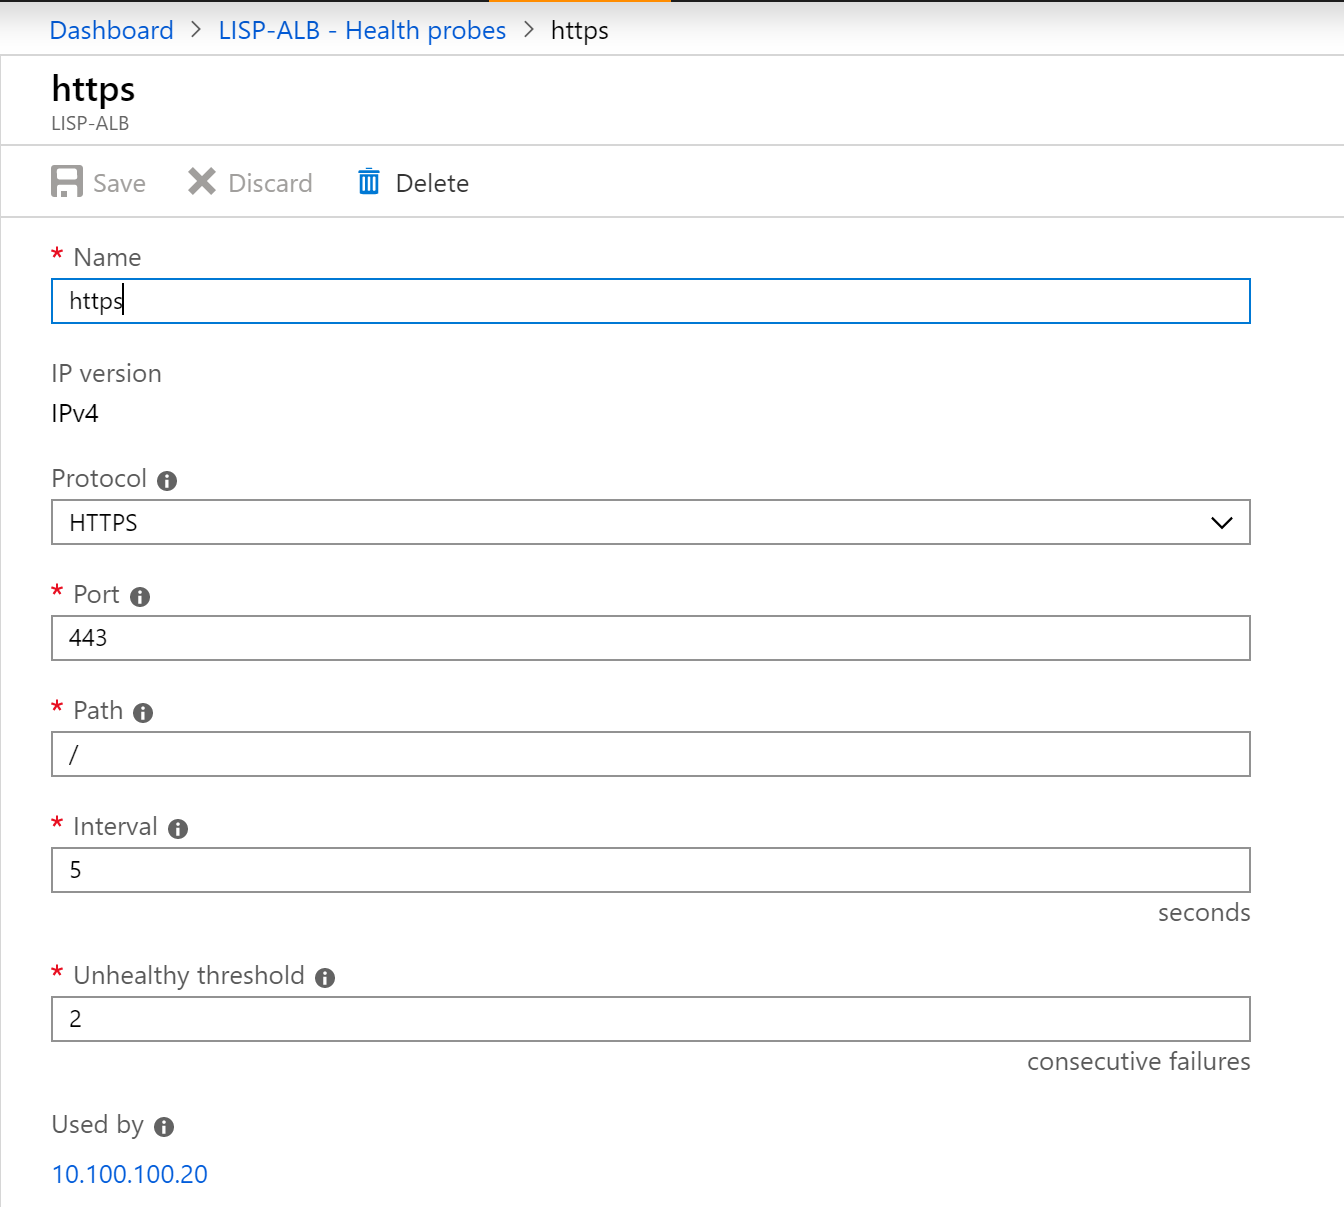 Dashboard > LISP-ALB - Health probes > https
https
LISP-ALB
Save Discard Delete
* Name
https
IP version
IPv4
Protocol
HTTPS
* Port
443
* Path
/
* Interval
5
seconds
* Unhealthy threshold
2
consecutive failures
Used by
10.100.100.20